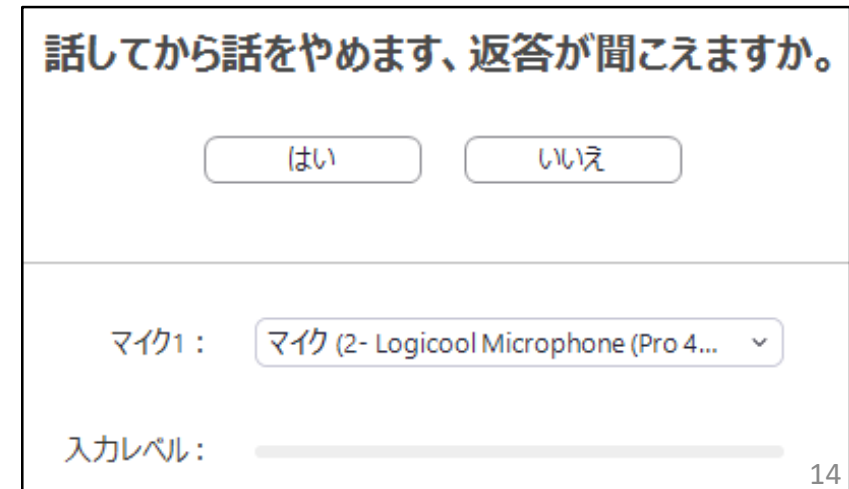 話してから話をやめます、返答が聞こえますか。
はい いいえ
マイク1： マイク (2- Logicool Microphone (Pro 4...
入力レベル：
14